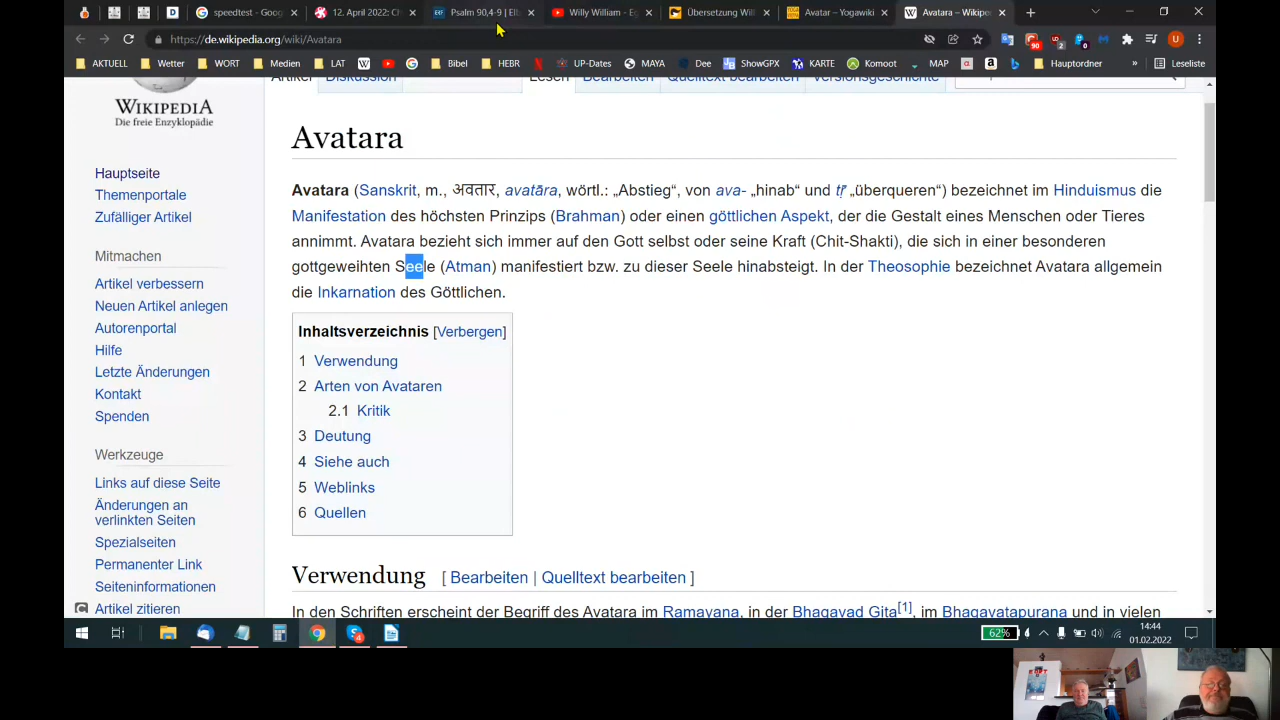 speedtest - Goog
12. April 2022: Ch
Psalm 90,4-9 | Elb
Willy William - Eg
Übersetzung Will
Avatar – Yogawiki
Avatara – Wikiped
https://de.wikipedia.org/wiki/Avatara
AKTUELL Wetter WORT Medien LAT Bibel HEBR UP-Dates MAYA Dee ShowGPX KARTE Komoot MAP Hauptordner » Leseliste
Artikel Diskussion Lesen Bearbeiten Quelltext bearbeiten Versionsgeschichte
WIKIPEDIA
Die freie Enzyklopädie
Hauptseite
Themenportale
Zufälliger Artikel
Mitmachen
Artikel verbessern
Neuen Artikel anlegen
Autorenportal
Hilfe
Letzte Änderungen
Kontakt
Spenden
Werkzeuge
Links auf diese Seite
Änderungen an
verlinkten Seiten
Spezialseiten
Permanenter Link
Seiteninformationen
Artikel zitieren
Avatara
Avatara (Sanskrit, m., अवतार, avatāra, wörtl.: „Abstieg“, von ava- „hinab“ und tṝ „überqueren“) bezeichnet im Hinduismus die
Manifestation des höchsten Prinzips (Brahman) oder einen göttlichen Aspekt, der die Gestalt eines Menschen oder Tieres
annimmt. Avatara bezieht sich immer auf den Gott selbst oder seine Kraft (Chit-Shakti), die sich in einer besonderen
gottgeweihten Seele (Atman) manifestiert bzw. zu dieser Seele hinabsteigt. In der Theosophie bezeichnet Avatara allgemein
die Inkarnation des Göttlichen.
Inhaltsverzeichnis [Verbergen]
1 Verwendung
2 Arten von Avataren
2.1 Kritik
3 Deutung
4 Siehe auch
5 Weblinks
6 Quellen
Verwendung [ Bearbeiten | Quelltext bearbeiten ]
In den Schriften erscheint der Begriff des Avatara im Ramayana, in der Bhagavad Gita[1], im Bhagavatapurana und in vielen
62%
14:44
01.02.2022